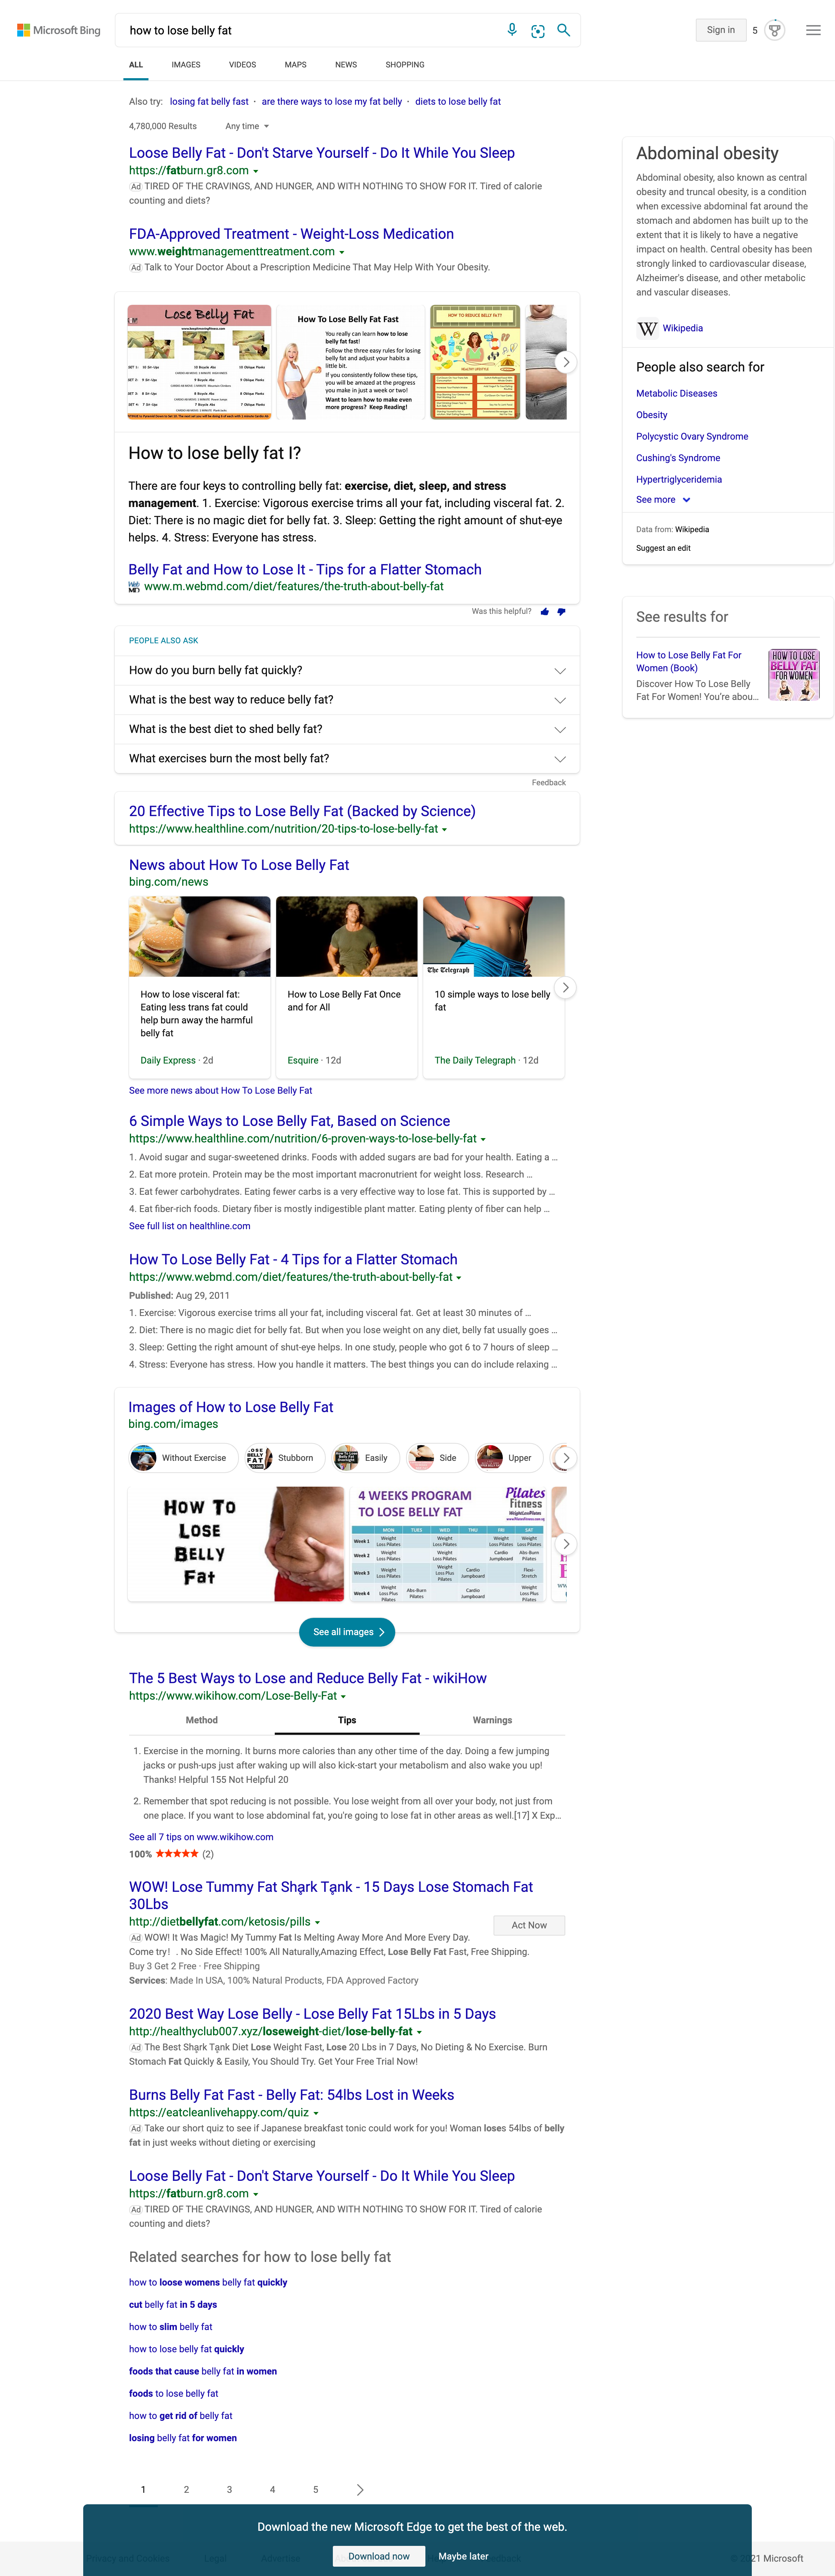 Microsoft Bing
how to lose belly fat
Sign in
5
ALL
IMAGES
VIDEOS
MAPS
NEWS
SHOPPING
Also try: losing fat belly fast · are there ways to lose my fat belly · diets to lose belly fat
4,780,000 Results
Any time
Loose Belly Fat - Don't Starve Yourself - Do It While You Sleep
https://fatburn.gr8.com
Ad TIRED OF THE CRAVINGS, AND HUNGER, AND WITH NOTHING TO SHOW FOR IT. Tired of calorie
counting and diets?
FDA-Approved Treatment - Weight-Loss Medication
www.weightmanagementtreatment.com
Ad Talk to Your Doctor About a Prescription Medicine That May Help With Your Obesity.
Lose Belly Fat
How To Lose Belly Fat Fast
You really can learn how to lose
belly fat fast!
Follow the three easy rules for losing
belly fat and adjust your habits a
little bit.
If you consistently follow these tips,
you will be amazed at the progress
you make in just a week or two!
Want to learn how to make even
more progress? Keep Reading!
HOW TO REDUCE BELLY FAT?
How to lose belly fat I?
There are four keys to controlling belly fat: exercise, diet, sleep, and stress
management. 1. Exercise: Vigorous exercise trims all your fat, including visceral fat. 2.
Diet: There is no magic diet for belly fat. 3. Sleep: Getting the right amount of shut-eye
helps. 4. Stress: Everyone has stress.
Belly Fat and How to Lose It - Tips for a Flatter Stomach
www.m.webmd.com/diet/features/the-truth-about-belly-fat
Was this helpful?
PEOPLE ALSO ASK
How do you burn belly fat quickly?
What is the best way to reduce belly fat?
What is the best diet to shed belly fat?
What exercises burn the most belly fat?
Feedback
20 Effective Tips to Lose Belly Fat (Backed by Science)
https://www.healthline.com/nutrition/20-tips-to-lose-belly-fat
News about How To Lose Belly Fat
bing.com/news
The Telegraph
How to lose visceral fat:
Eating less trans fat could
help burn away the harmful
belly fat
Daily Express · 2d
How to Lose Belly Fat Once
and for All
Esquire · 12d
10 simple ways to lose belly
fat
The Daily Telegraph · 12d
See more news about How To Lose Belly Fat
6 Simple Ways to Lose Belly Fat, Based on Science
https://www.healthline.com/nutrition/6-proven-ways-to-lose-belly-fat
1. Avoid sugar and sugar-sweetened drinks. Foods with added sugars are bad for your health. Eating a ...
2. Eat more protein. Protein may be the most important macronutrient for weight loss. Research ...
3. Eat fewer carbohydrates. Eating fewer carbs is a very effective way to lose fat. This is supported by ...
4. Eat fiber-rich foods. Dietary fiber is mostly indigestible plant matter. Eating plenty of fiber can help ...
See full list on healthline.com
How To Lose Belly Fat - 4 Tips for a Flatter Stomach
https://www.webmd.com/diet/features/the-truth-about-belly-fat
Published: Aug 29, 2011
1. Exercise: Vigorous exercise trims all your fat, including visceral fat. Get at least 30 minutes of ...
2. Diet: There is no magic diet for belly fat. But when you lose weight on any diet, belly fat usually goes ...
3. Sleep: Getting the right amount of shut-eye helps. In one study, people who got 6 to 7 hours of sleep ...
4. Stress: Everyone has stress. How you handle it matters. The best things you can do include relaxing ...
Images of How to Lose Belly Fat
bing.com/images
Without Exercise
Stubborn
Easily
Side
Upper
How To
Lose
Belly
Fat
4 WEEKS PROGRAM
TO LOSE BELLY FAT
Pilates
Fitness
MON TUES WED THU FRI SAT
Week 1
Week 2
Week 3
Week 4
See all images
The 5 Best Ways to Lose and Reduce Belly Fat - wikiHow
https://www.wikihow.com/Lose-Belly-Fat
Method
Tips
Warnings
1. Exercise in the morning. It burns more calories than any other time of the day. Doing a few jumping
jacks or push-ups just after waking up will also kick-start your metabolism and also wake you up!
Thanks! Helpful 155 Not Helpful 20
2. Remember that spot reducing is not possible. You lose weight from all over your body, not just from
one place. If you want to lose abdominal fat, you're going to lose fat in other areas as well.[17] X Exp...
See all 7 tips on www.wikihow.com
100% ★★★★★ (2)
WOW! Lose Tummy Fat Shąrk Tąnk - 15 Days Lose Stomach Fat
30Lbs
http://dietbellyfat.com/ketosis/pills
Act Now
Ad WOW! It Was Magic! My Tummy Fat Is Melting Away More And More Every Day.
Come try! . No Side Effect! 100% All Naturally,Amazing Effect, Lose Belly Fat Fast, Free Shipping.
Buy 3 Get 2 Free · Free Shipping
Services: Made In USA, 100% Natural Products, FDA Approved Factory
2020 Best Way Lose Belly - Lose Belly Fat 15Lbs in 5 Days
http://healthyclub007.xyz/loseweight-diet/lose-belly-fat
Ad The Best Shąrk Tąnk Diet Lose Weight Fast, Lose 20 Lbs in 7 Days, No Dieting & No Exercise. Burn
Stomach Fat Quickly & Easily, You Should Try. Get Your Free Trial Now!
Burns Belly Fat Fast - Belly Fat: 54lbs Lost in Weeks
https://eatcleanlivehappy.com/quiz
Ad Take our short quiz to see if Japanese breakfast tonic could work for you! Woman loses 54lbs of belly
fat in just weeks without dieting or exercising
Loose Belly Fat - Don't Starve Yourself - Do It While You Sleep
https://fatburn.gr8.com
Ad TIRED OF THE CRAVINGS, AND HUNGER, AND WITH NOTHING TO SHOW FOR IT. Tired of calorie
counting and diets?
Related searches for how to lose belly fat
how to loose womens belly fat quickly
cut belly fat in 5 days
how to slim belly fat
how to lose belly fat quickly
foods that cause belly fat in women
foods to lose belly fat
how to get rid of belly fat
losing belly fat for women
1 2 3 4 5
Abdominal obesity
Abdominal obesity, also known as central
obesity and truncal obesity, is a condition
when excessive abdominal fat around the
stomach and abdomen has built up to the
extent that it is likely to have a negative
impact on health. Central obesity has been
strongly linked to cardiovascular disease,
Alzheimer's disease, and other metabolic
and vascular diseases.
W Wikipedia
People also search for
Metabolic Diseases
Obesity
Polycystic Ovary Syndrome
Cushing's Syndrome
Hypertriglyceridemia
See more
Data from: Wikipedia
Suggest an edit
See results for
How to Lose Belly Fat For
Women (Book)
Discover How To Lose Belly
Fat For Women! You're abou...
HOW TO LOSE
BELLY FAT
FOR WOMEN
Download the new Microsoft Edge to get the best of the web.
Download now
Maybe later
21 Microsoft